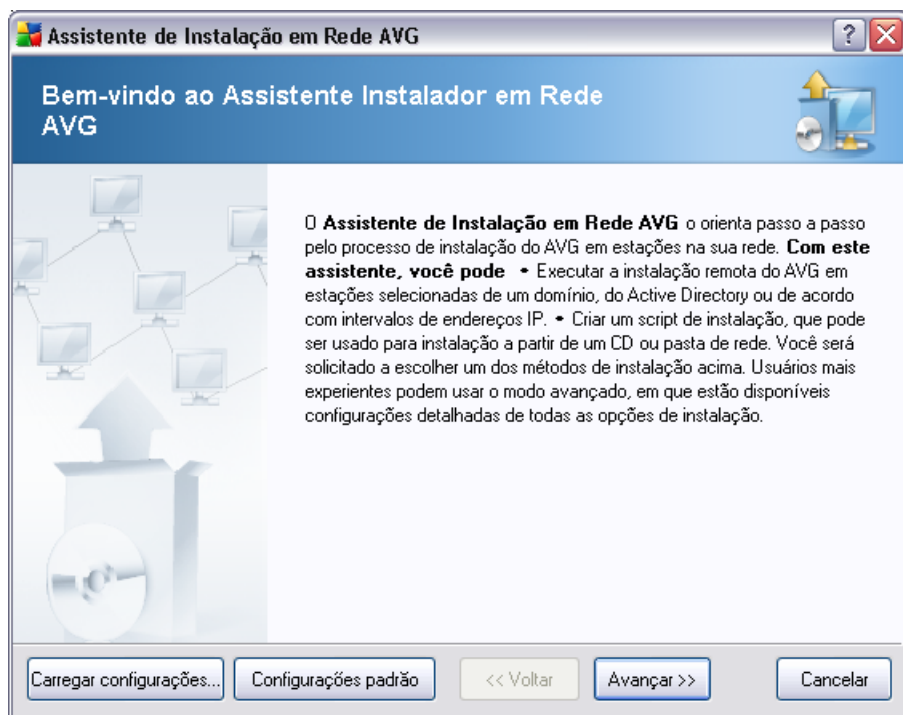 Assistente de Instalação em Rede AVG
Bem-vindo ao Assistente Instalador em Rede
AVG
O Assistente de Instalação em Rede AVG o orienta passo a passo
pelo processo de instalação do AVG em estações na sua rede. Com este
assistente, você pode • Executar a instalação remota do AVG em
estações selecionadas de um domínio, do Active Directory ou de acordo
com intervalos de endereços IP. • Criar um script de instalação, que pode
ser usado para instalação a partir de um CD ou pasta de rede. Você será
solicitado a escolher um dos métodos de instalação acima. Usuários mais
experientes podem usar o modo avançado, em que estão disponíveis
configurações detalhadas de todas as opções de instalação.
Carregar configurações... Configurações padrão << Voltar Avançar >> Cancelar